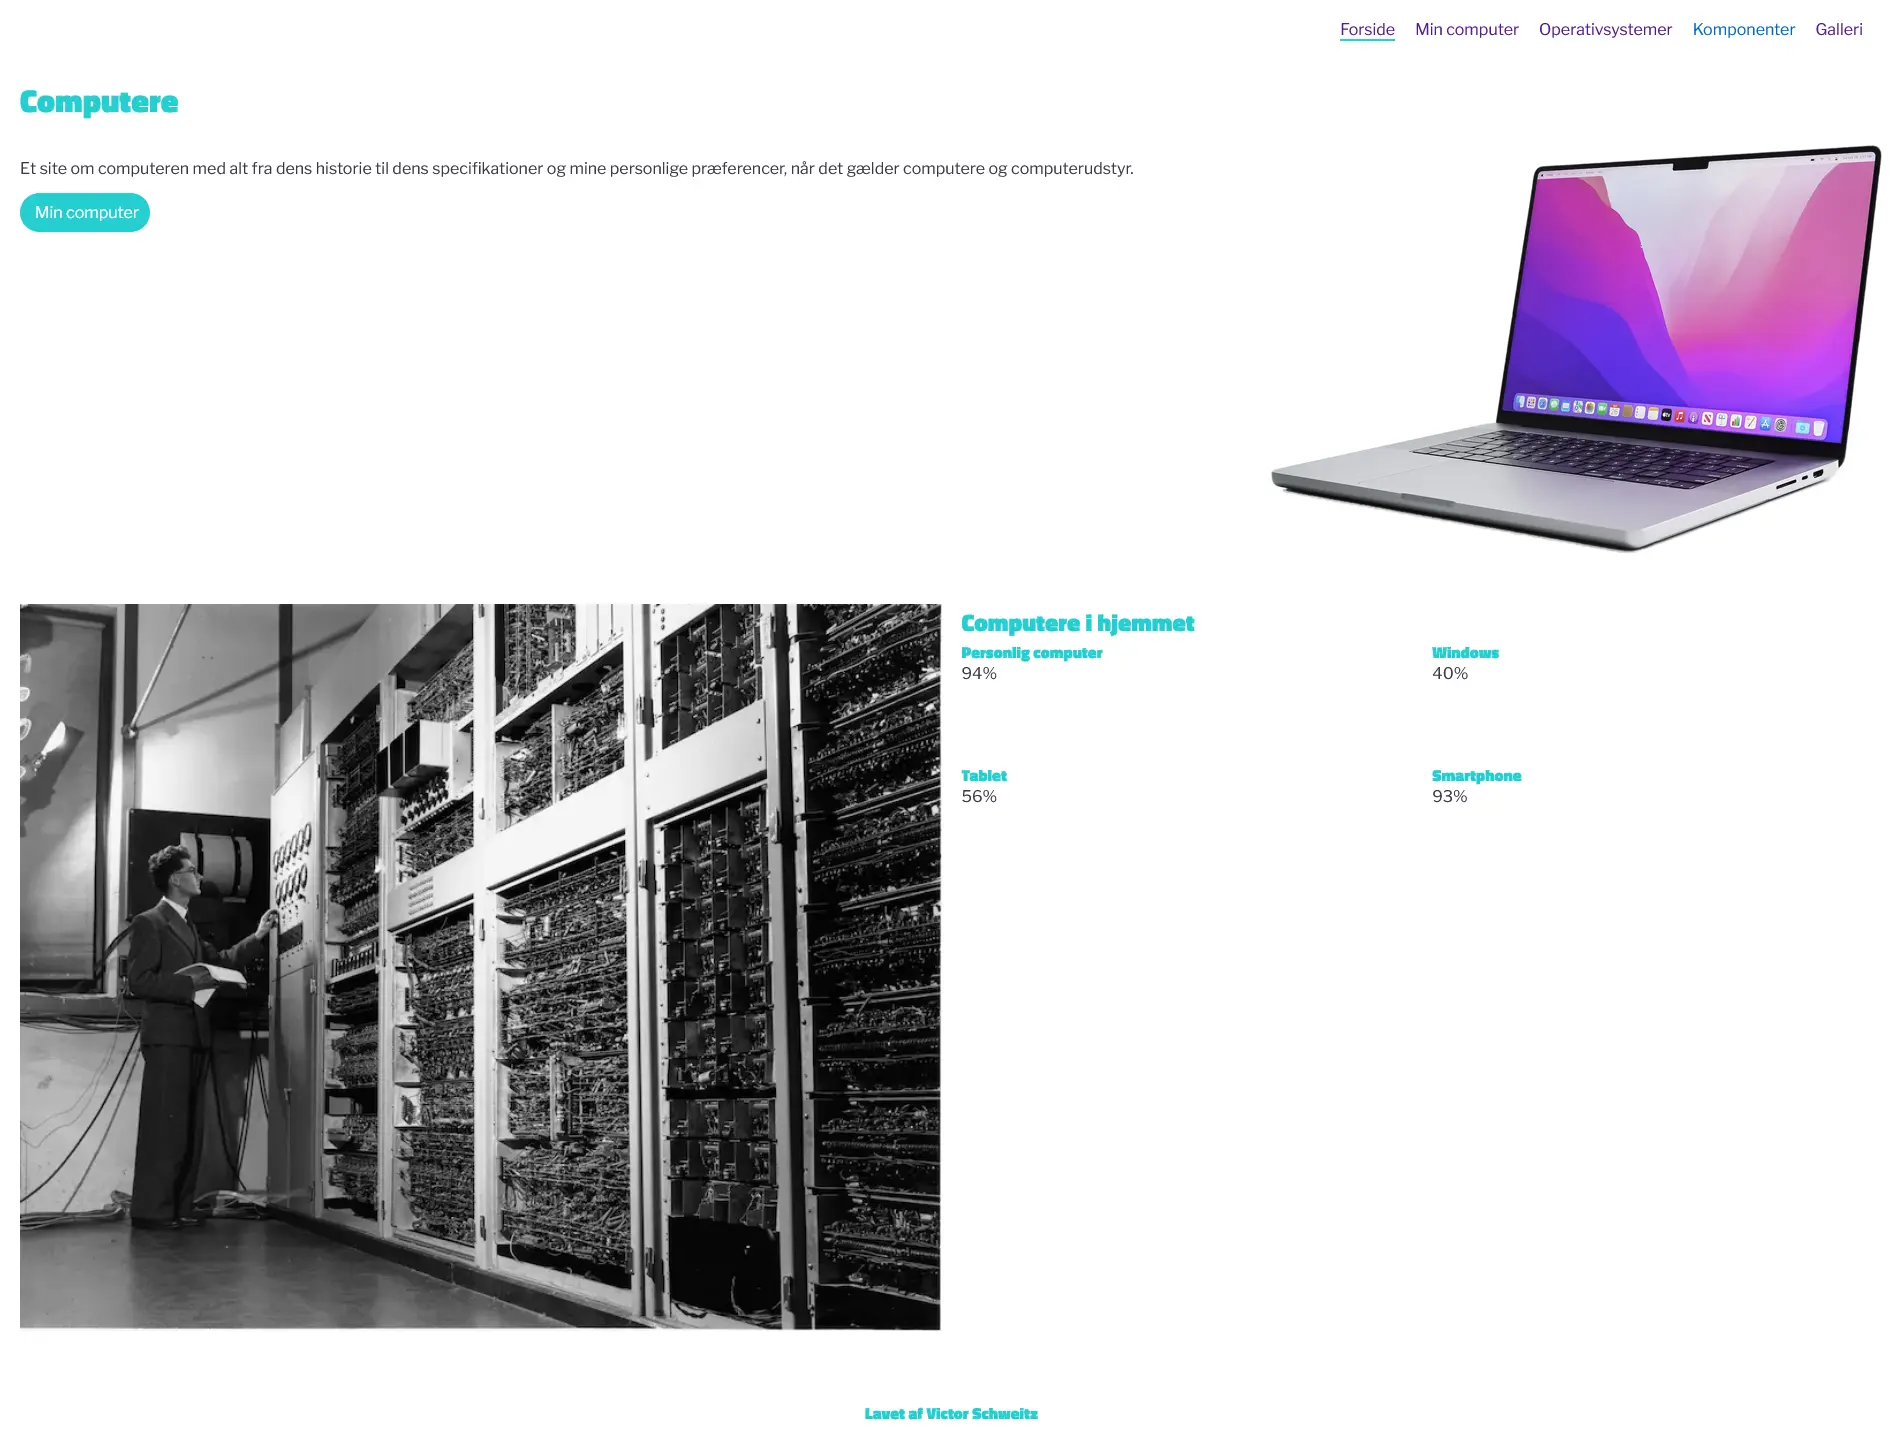 Forside Min computer Operativsystemer Komponenter Galleri
Computere
Et site om computeren med alt fra dens historie til dens specifikationer og mine personlige præferencer, når det gælder computere og computerudstyr.
Min computer
Computere i hjemmet
Personlig computer
94%
Windows
40%
Tablet
56%
Smartphone
93%
Lavet af Victor Schweitz